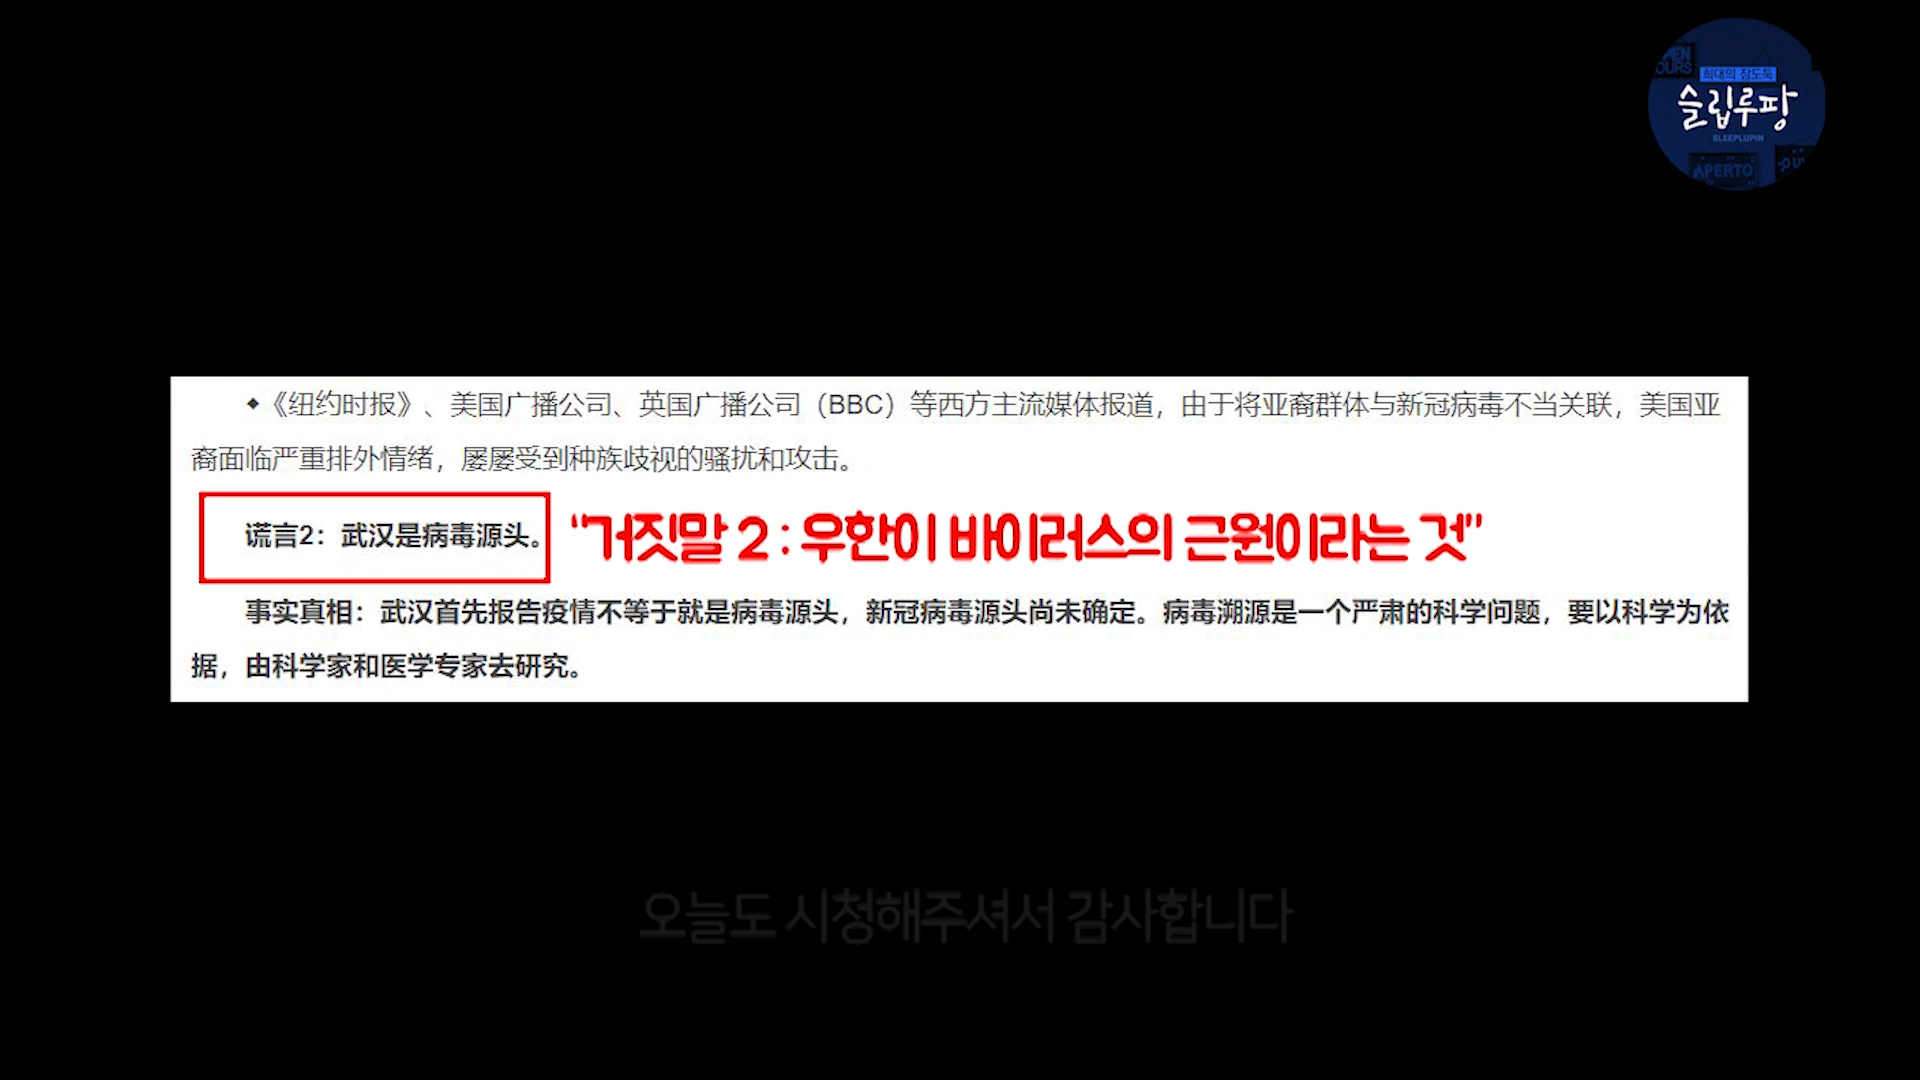 희대의 잠도둑
슬립루팡
SLEEPLUPIN
APERTO
◆《纽约时报》、美国广播公司、英国广播公司（BBC）等西方主流媒体报道，由于将亚裔群体与新冠病毒不当关联，美国亚
裔面临严重排外情绪，屡屡受到种族歧视的骚扰和攻击。
谎言2：武汉是病毒源头。 “거짓말 2 : 우한이 바이러스의 근원이라는 것”
事实真相：武汉首先报告疫情不等于就是病毒源头，新冠病毒源头尚未确定。病毒溯源是一个严肃的科学问题，要以科学为依
据，由科学家和医学专家去研究。
오늘도 시청해주셔서 감사합니다